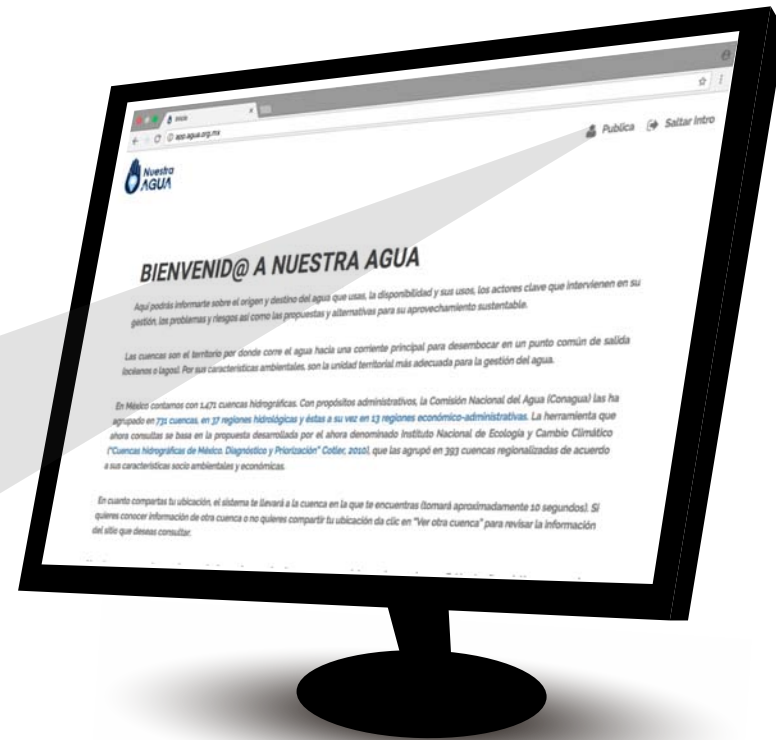 Inicio
app.agua.org.mx
Publica
Saltar intro
Nuestra
AGUA
BIENVENID@ A NUESTRA AGUA
Aquí podrás informarte sobre el origen y destino del agua que usas, la disponibilidad y sus usos, los actores clave que intervienen en su
gestión, los problemas y riesgos así como las propuestas y alternativas para su aprovechamiento sustentable.
Las cuencas son el territorio por donde corre el agua hacia una corriente principal para desembocar en un punto común de salida
(océanos o lagos). Por sus características ambientales, son la unidad territorial más adecuada para la gestión del agua.
En México contamos con 1,471 cuencas hidrográficas. Con propósitos administrativos, la Comisión Nacional del Agua (Conagua) las ha
agrupado en 731 cuencas, en 37 regiones hidrológicas y éstas a su vez en 13 regiones económico-administrativas. La herramienta que
ahora consultas se basa en la propuesta desarrollada por el ahora denominado Instituto Nacional de Ecología y Cambio Climático
("Cuencas hidrográficas de México. Diagnóstico y Priorización" Cotler, 2010), que las agrupó en 393 cuencas regionalizadas de acuerdo
a sus características socio ambientales y económicas.
En cuanto compartas tu ubicación, el sistema te llevará a la cuenca en la que te encuentras (tomará aproximadamente 10 segundos). Si
quieres conocer información de otra cuenca o no quieres compartir tu ubicación da clic en "Ver otra cuenca" para revisar la información
del sitio que deseas consultar.